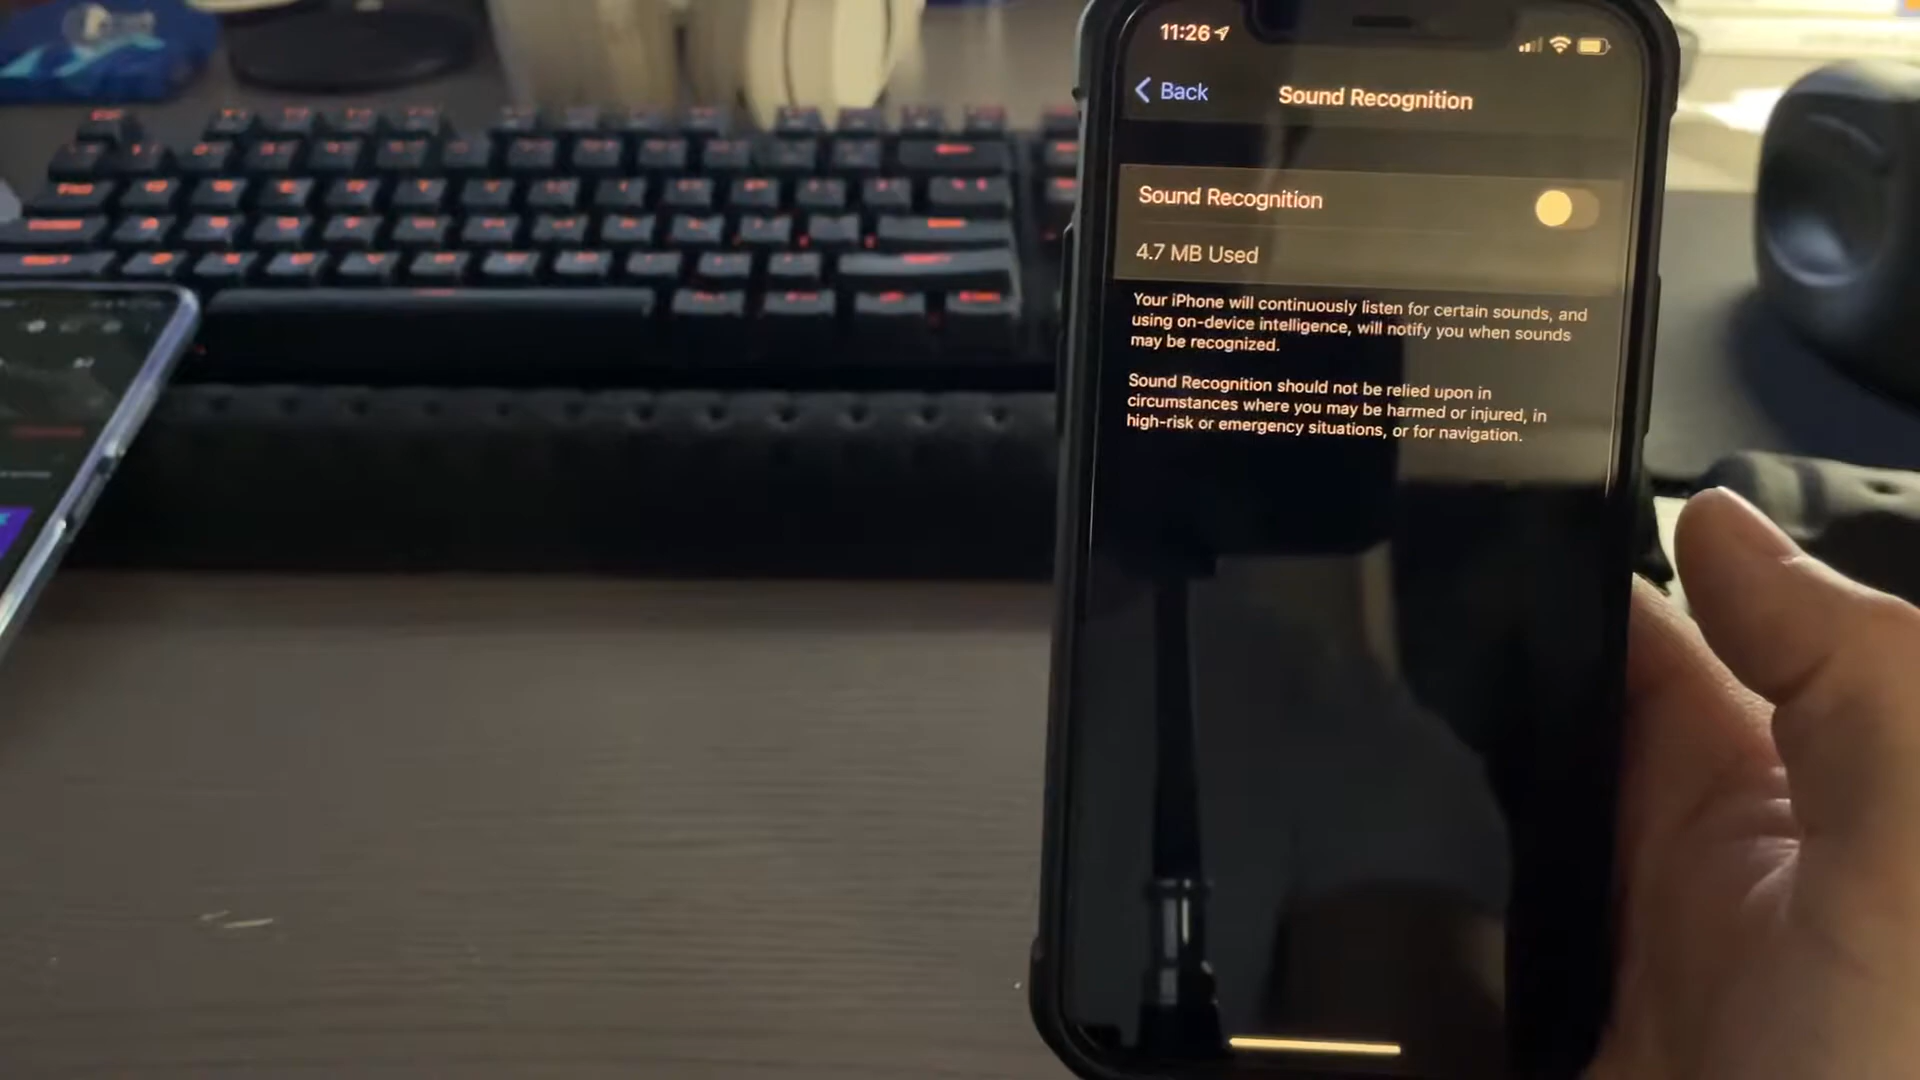 11:26
Back
Sound Recognition
Sound Recognition
4.7 MB Used
Your iPhone will continuously listen for certain sounds, and
using on-device intelligence, will notify you when sounds
may be recognized.
Sound Recognition should not be relied upon in
circumstances where you may be harmed or injured, in
high-risk or emergency situations, or for navigation.